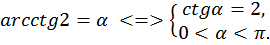 arcctg2 = α <=> { ctgα = 2,
0 < α < π.